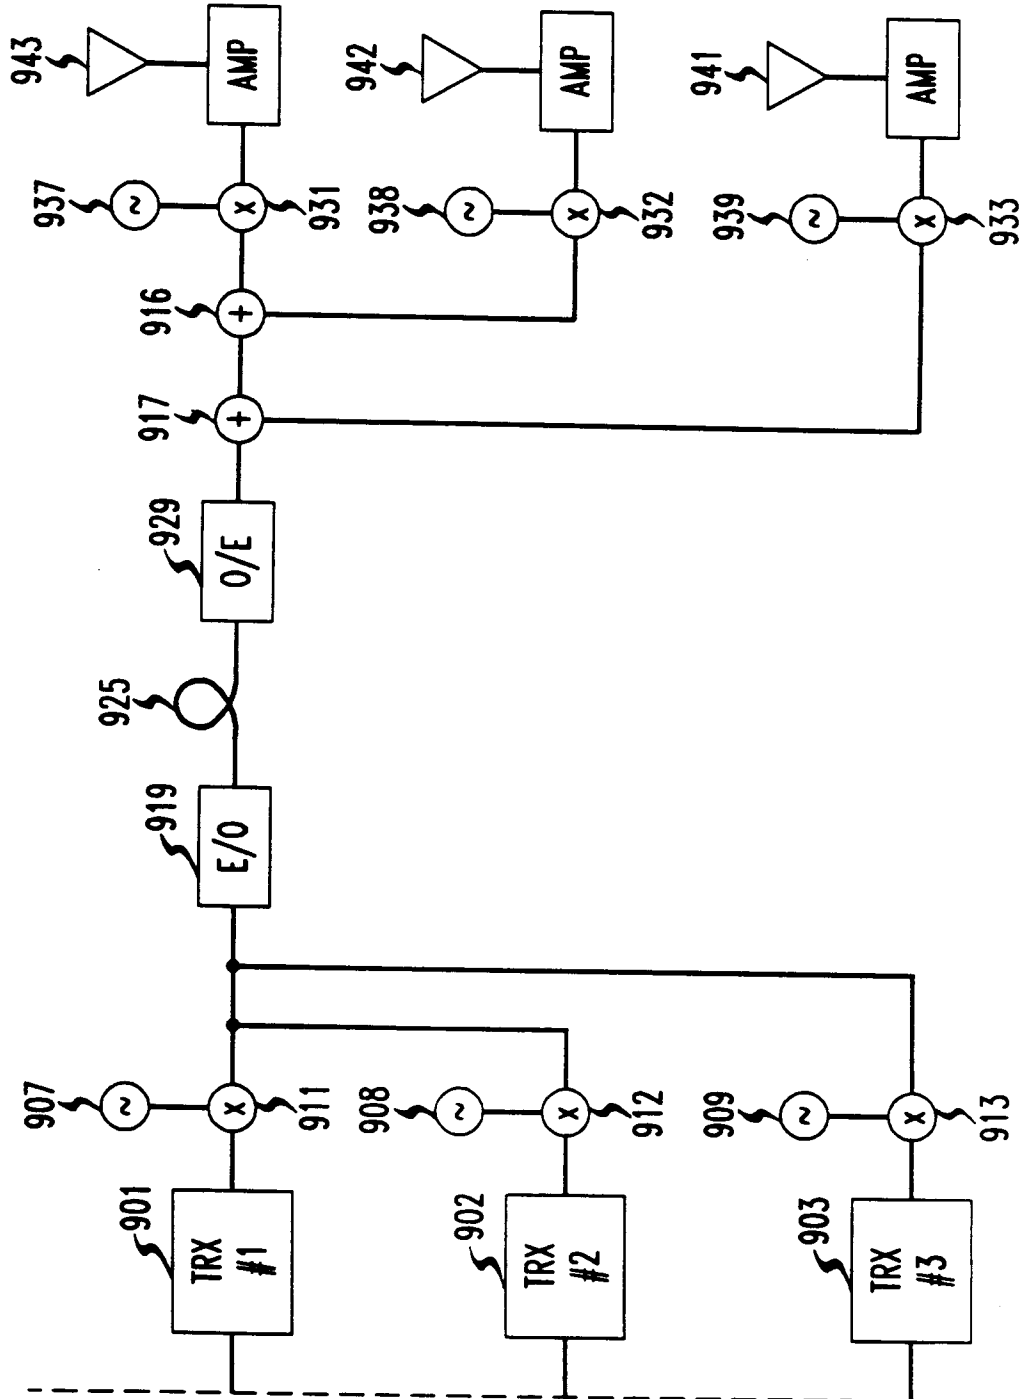 943
AMP
937
~
X
931
916
+
917
+
929
O/E
925
919
E/O
907
~
X
911
901
TRX
#1
942
AMP
938
~
X
932
908
~
X
912
902
TRX
#2
941
AMP
939
~
X
933
909
~
X
913
903
TRX
#3